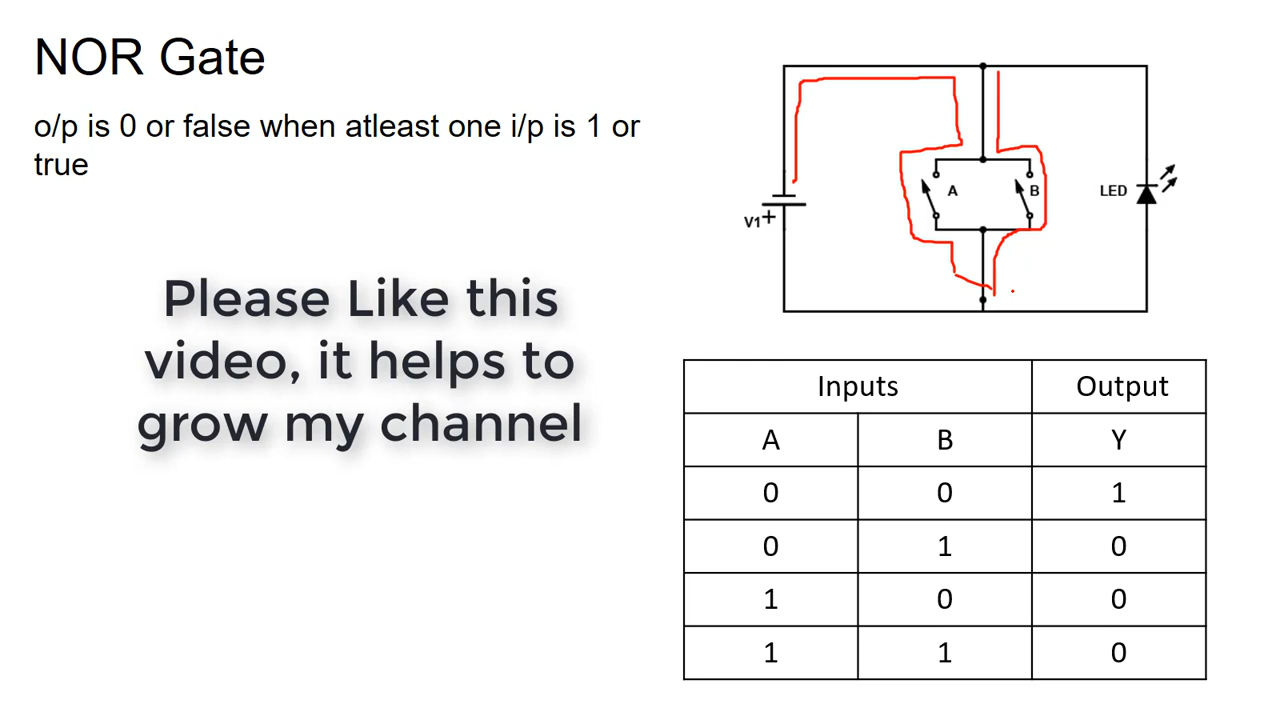 NOR Gate
o/p is 0 or false when atleast one i/p is 1 or
true
Please Like this
video, it helps to
grow my channel
V1+
A
B
LED
Inputs Output
A B Y
0 0 1
0 1 0
1 0 0
1 1 0